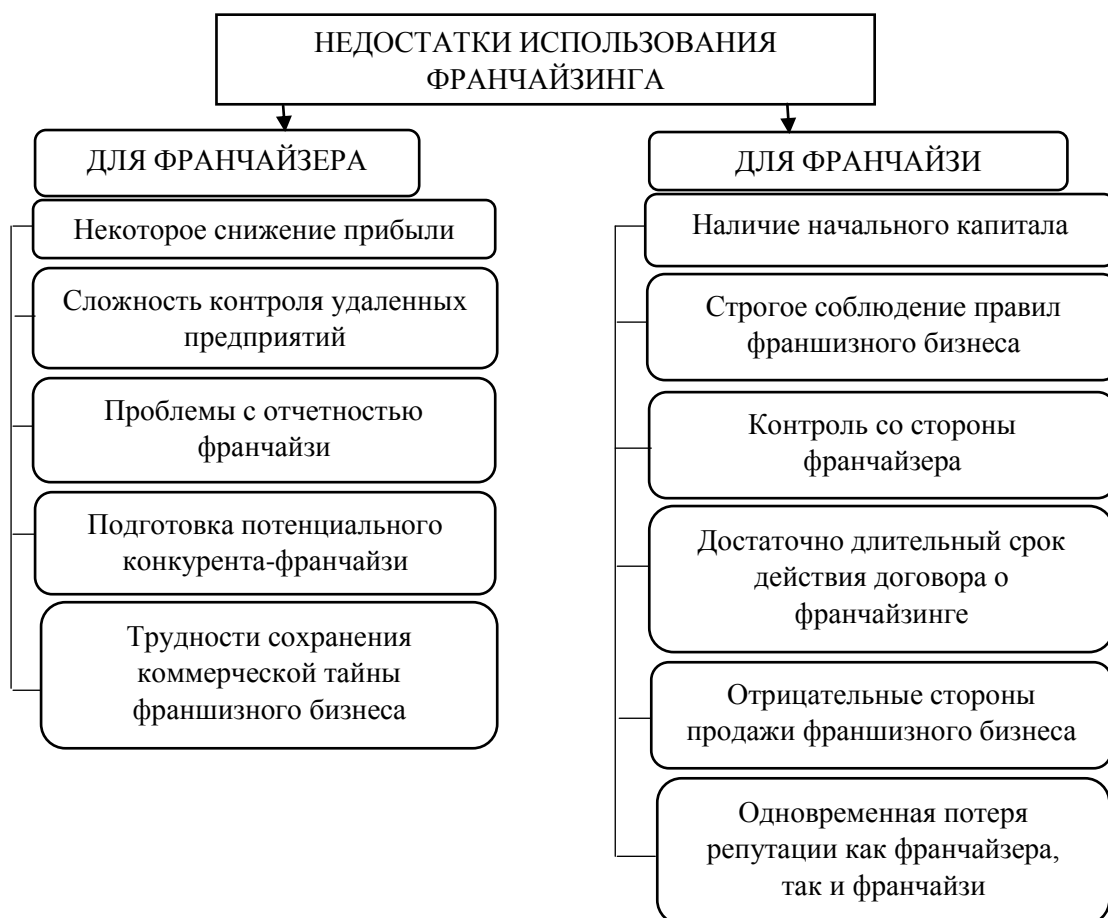 НЕДОСТАТКИ ИСПОЛЬЗОВАНИЯ
ФРАНЧАЙЗИНГА
ДЛЯ ФРАНЧАЙЗЕРА
Некоторое снижение прибыли
Сложность контроля удаленных
предприятий
Проблемы с отчетностью
франчайзи
Подготовка потенциального
конкурента-франчайзи
Трудности сохранения
коммерческой тайны
франшизного бизнеса
ДЛЯ ФРАНЧАЙЗИ
Наличие начального капитала
Строгое соблюдение правил
франшизного бизнеса
Контроль со стороны
франчайзера
Достаточно длительный срок
действия договора о
франчайзинге
Отрицательные стороны
продажи франшизного бизнеса
Одновременная потеря
репутации как франчайзера,
так и франчайзи